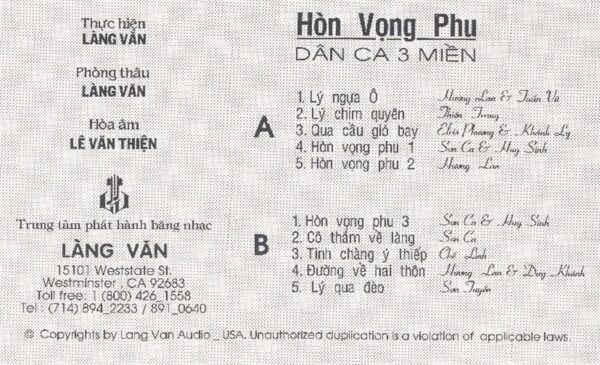 Thực hiện
LÀNG VĂN
Phòng thâu
LÀNG VĂN
Hòa âm
LÊ VĂN THIỆN
Trung tâm phát hành băng nhạc
LÀNG VĂN
15101 Weststate St.
Westminster , CA 92683
Toll free: 1 (800) 426_1558
Tel : (714) 894_2233 / 891_0640
Hòn Vọng Phu
DÂN CA 3 MIỀN
A
1. Lý ngựa Ô Hương Lan & Tuấn Vũ
2. Lý chim quyên Thiên Trang
3. Qua cầu gió bay Elvis Phương & Khánh Ly
4. Hòn vọng phu 1 Sơn Ca & Huy Sinh
5. Hòn vọng phu 2 Hương Lan
B
1. Hòn vọng phu 3 Sơn Ca & Huy Sinh
2. Cô thắm về làng Sơn Ca
3. Tình chàng ý thiếp Chế Linh
4. Đường về hai thôn Hương Lan & Duy Khánh
5. Lý qua đèo Sơn Tuyền
© Copyrights by Lang Van Audio _ USA. Unauthorized duplication is a violation of applicable laws.